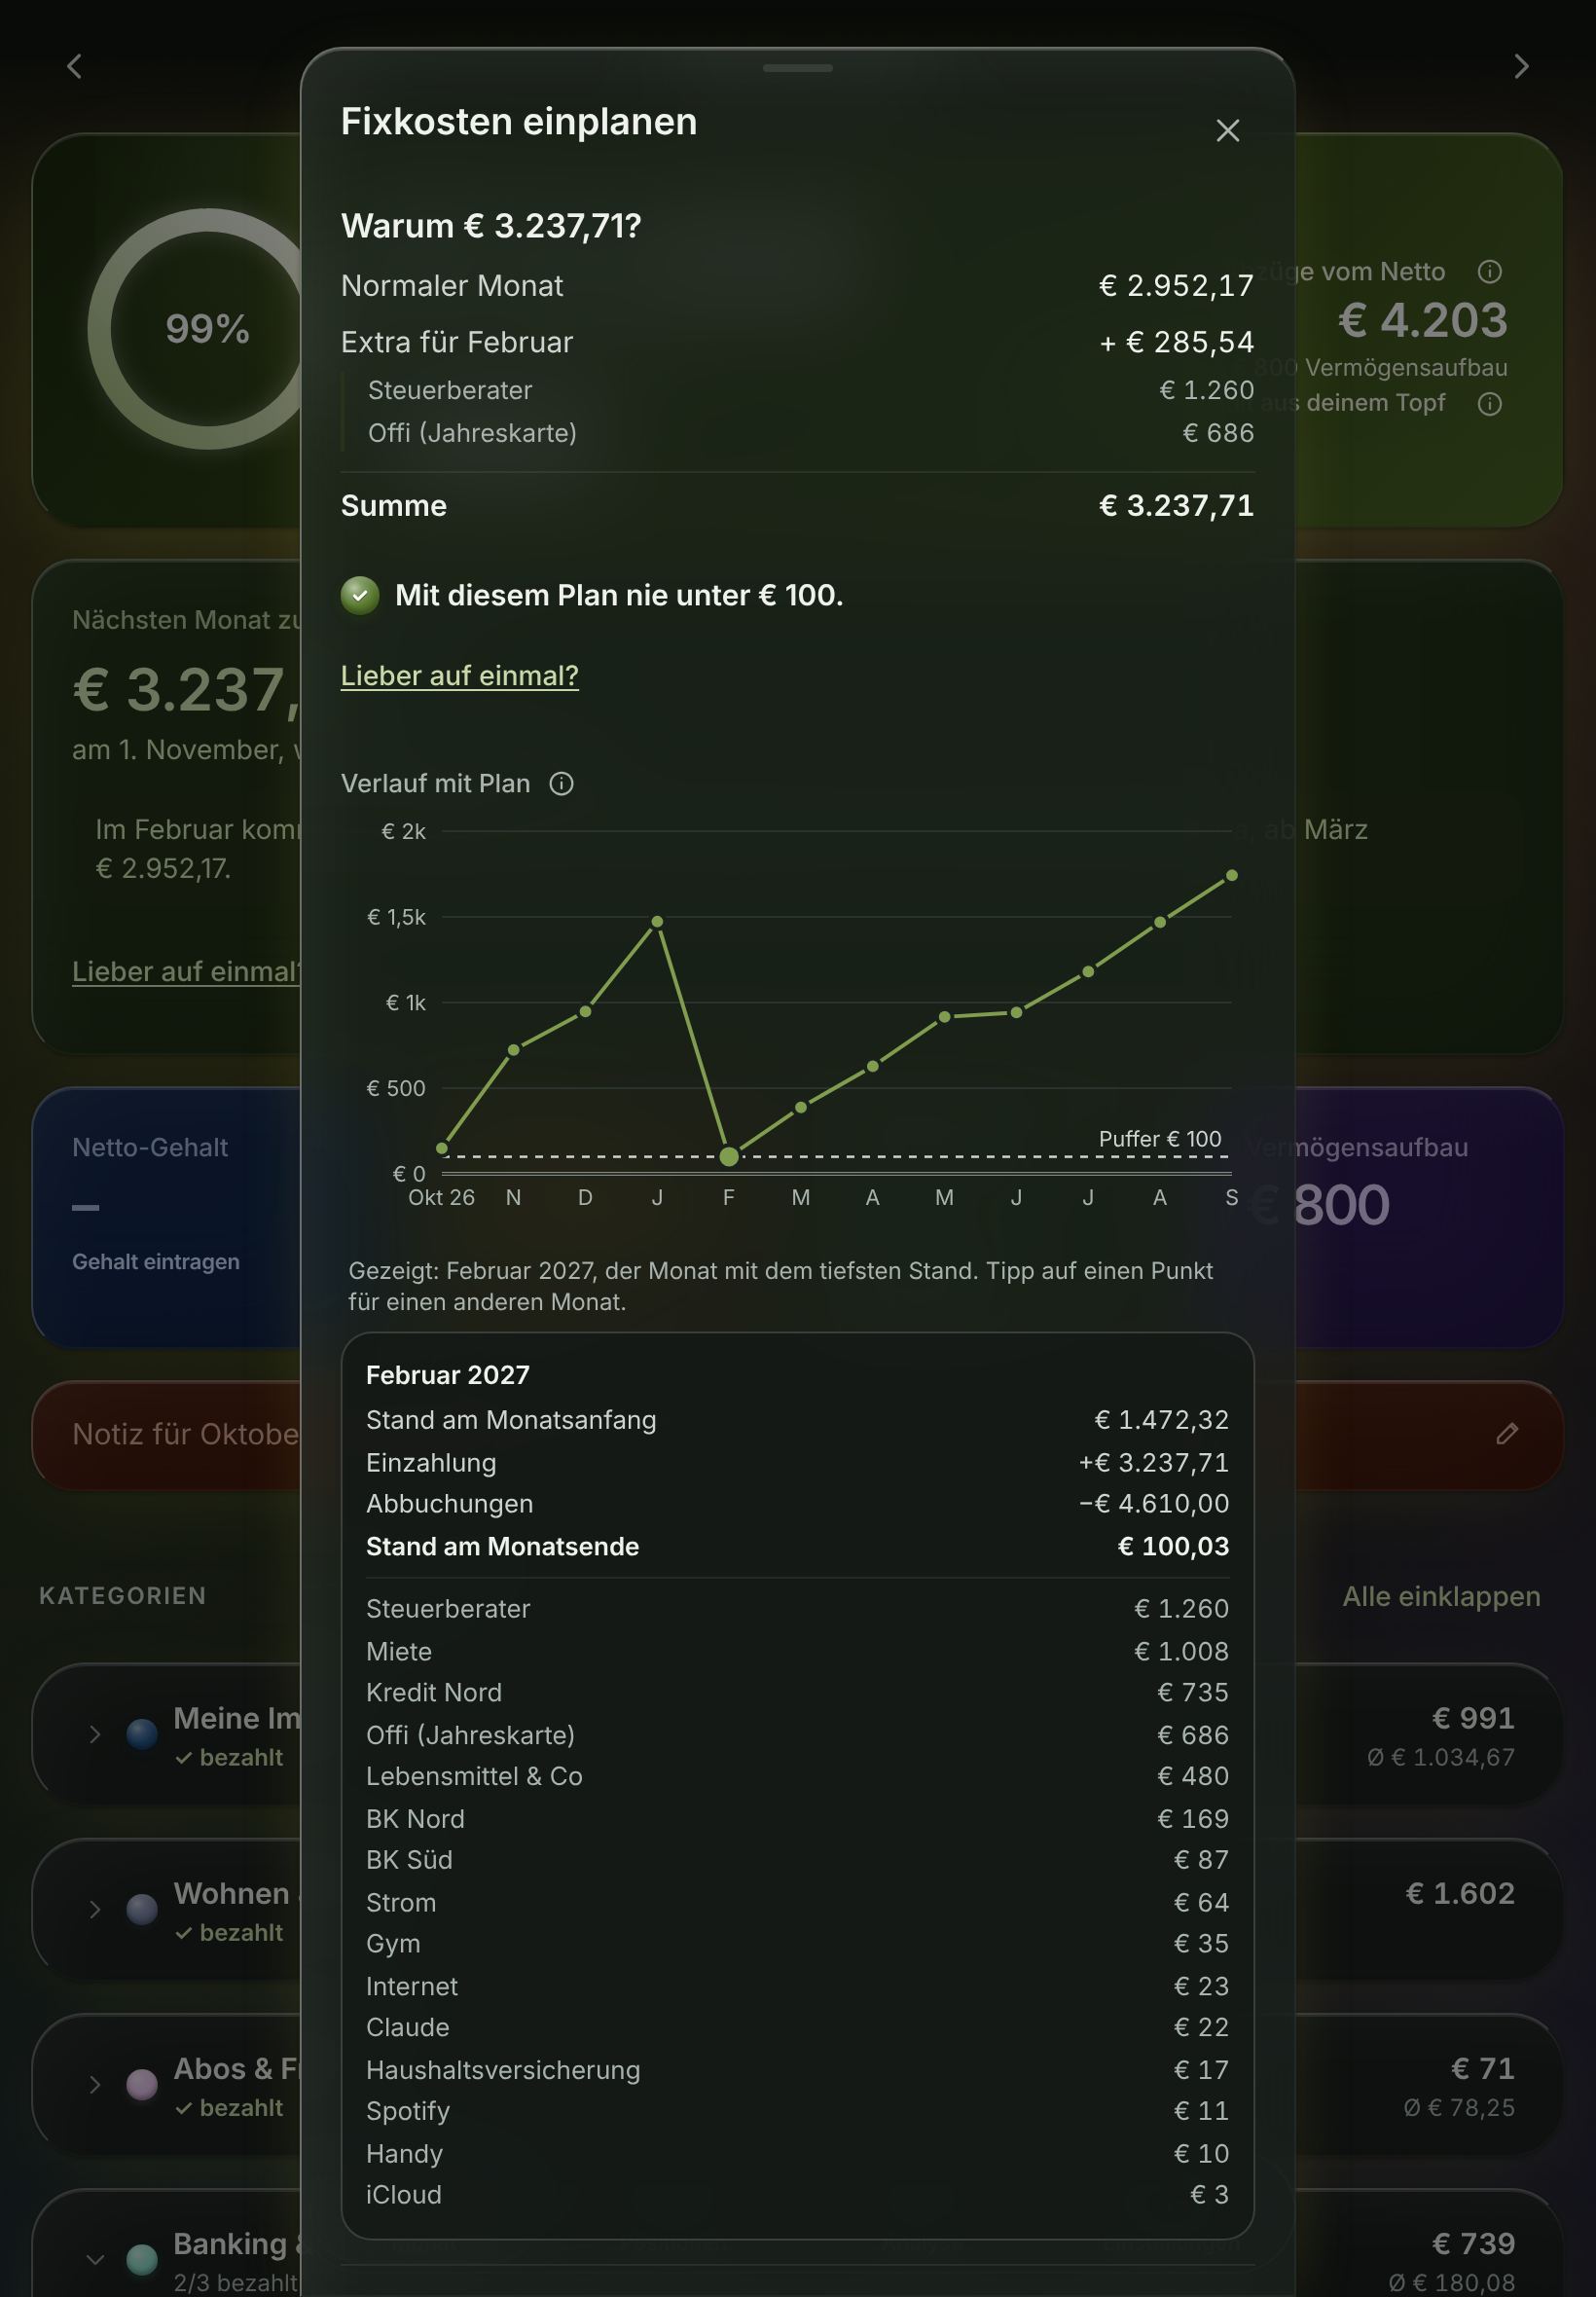 Fixkosten einplanen
Warum € 3.237,71?
Normaler Monat € 2.952,17
Extra für Februar + € 285,54
Steuerberater € 1.260
Offi (Jahreskarte) € 686
Summe € 3.237,71
Mit diesem Plan nie unter € 100.
Lieber auf einmal?
Verlauf mit Plan
€ 2k
€ 1,5k
€ 1k
€ 500
Puffer € 100
€ 0
Okt 26 N D J F M A M J J A S
Gezeigt: Februar 2027, der Monat mit dem tiefsten Stand. Tipp auf einen Punkt
für einen anderen Monat.
Februar 2027
Stand am Monatsanfang € 1.472,32
Einzahlung +€ 3.237,71
Abbuchungen −€ 4.610,00
Stand am Monatsende € 100,03
Steuerberater € 1.260
Miete € 1.008
Kredit Nord € 735
Offi (Jahreskarte) € 686
Lebensmittel & Co € 480
BK Nord € 169
BK Süd € 87
Strom € 64
Gym € 35
Internet € 23
Claude € 22
Haushaltsversicherung € 17
Spotify € 11
Handy € 10
iCloud € 3
99%
vom Netto
€ 4.203
Vermögensaufbau
deinem Topf
Nächsten Monat
€ 3.237,
am 1. November,
Im Februar
ab März
€ 2.952,17.
Lieber auf einmal?
Netto-Gehalt
–
Gehalt eintragen
Vermögensaufbau
€ 800
Notiz für
KATEGORIEN
Alle einklappen
Meine
✓ bezahlt
€ 991
Ø € 1.034,67
Wohnen
✓ bezahlt
€ 1.602
Abos &
✓ bezahlt
€ 71
Ø € 78,25
Banking
2/3 bezahlt
€ 739
Ø € 180,08